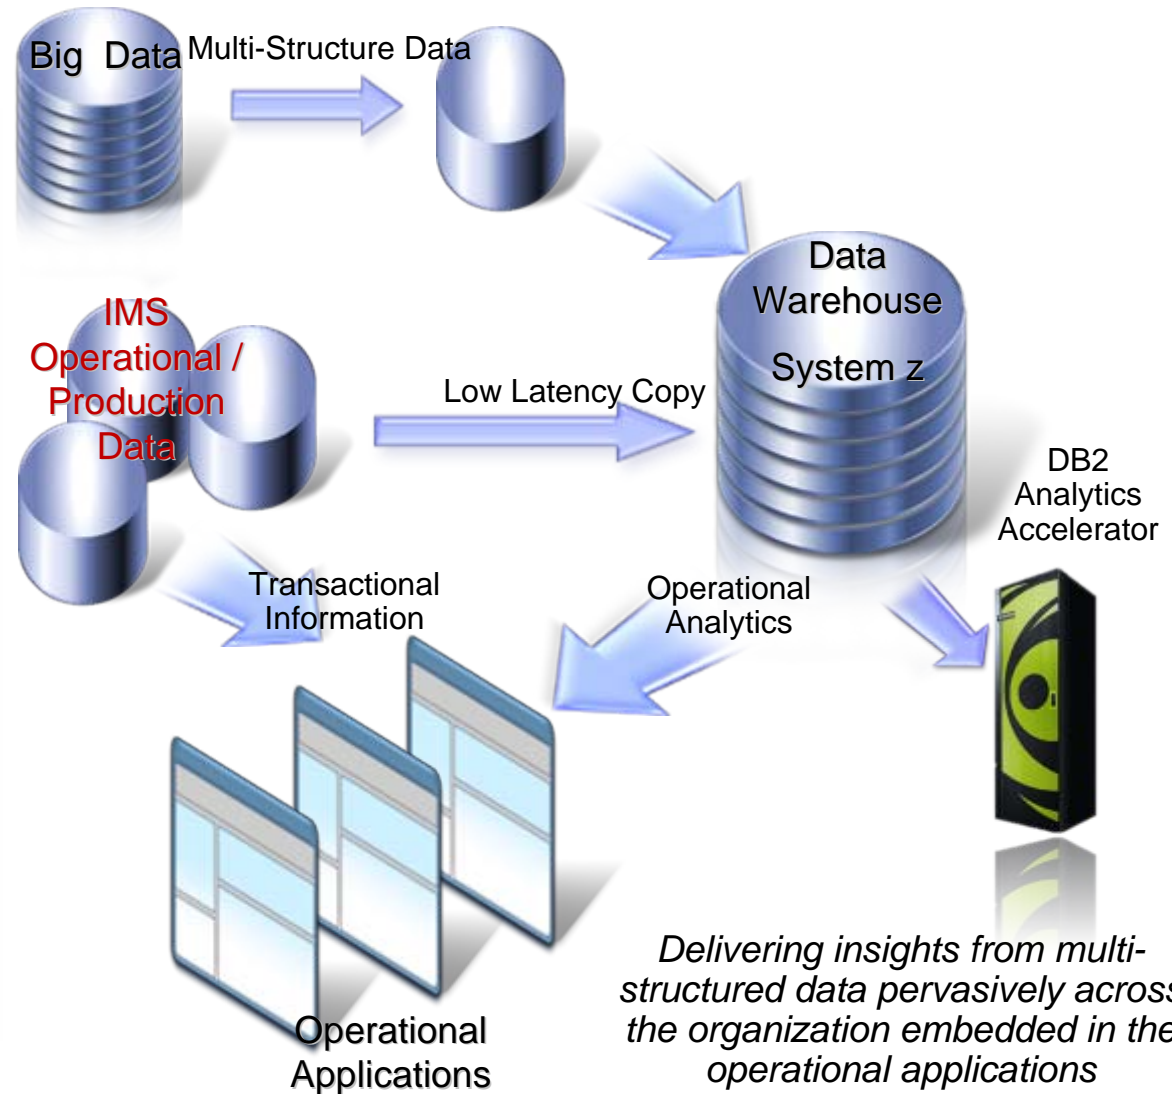 Big Data
Multi-Structure Data
Data
Warehouse
System z
IMS
Operational /
Production
Data
Low Latency Copy
DB2
Analytics
Accelerator
Transactional
Information
Operational
Analytics
Operational
Applications
Delivering insights from multi-
structured data pervasively across
the organization embedded in the
operational applications